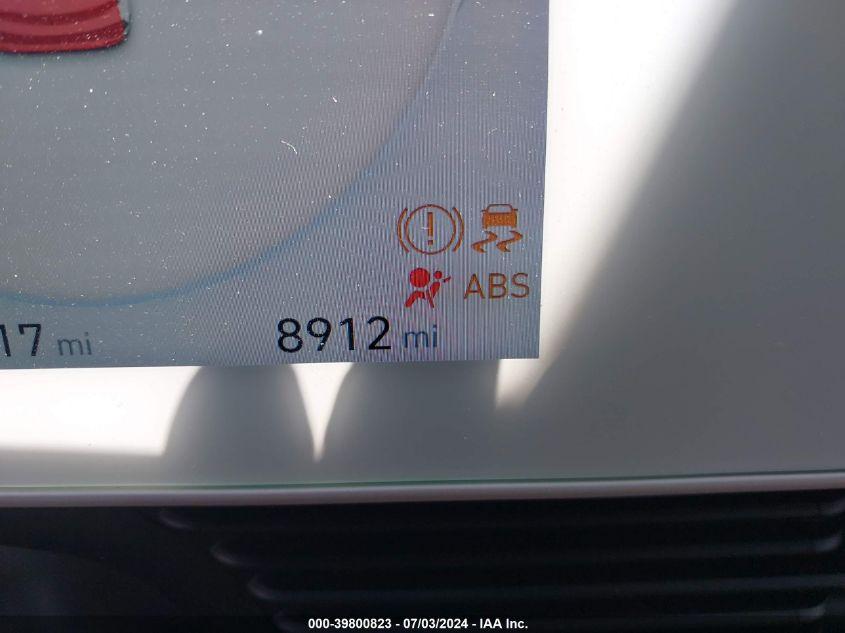 ABS
17 mi
8912 mi
000-39800823 - 07/03/2024 - IAA Inc.